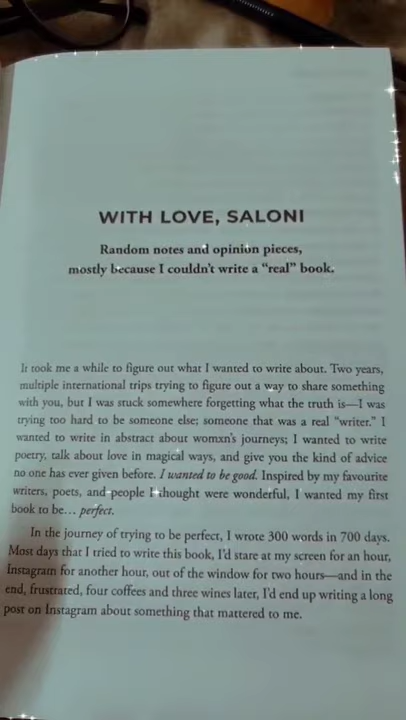 WITH LOVE, SALONI
Random notes and opinion pieces,
mostly because I couldn't write a "real" book.
It took me a while to figure out what I wanted to write about. Two years,
multiple international trips trying to figure out a way to share something
with you, but I was stuck somewhere forgetting what the truth is—I was
trying too hard to be someone else; someone that was a real "writer." I
wanted to write in abstract about womxn's journeys; I wanted to write
poetry, talk about love in magical ways, and give you the kind of advice
no one has ever given before. I wanted to be good. Inspired by my favourite
writers, poets, and people I thought were wonderful, I wanted my first
book to be... perfect.
In the journey of trying to be perfect, I wrote 300 words in 700 days.
Most days that I tried to write this book, I'd stare at my screen for an hour,
Instagram for another hour, out of the window for two hours—and in the
end, frustrated, four coffees and three wines later, I'd end up writing a long
post on Instagram about something that mattered to me.